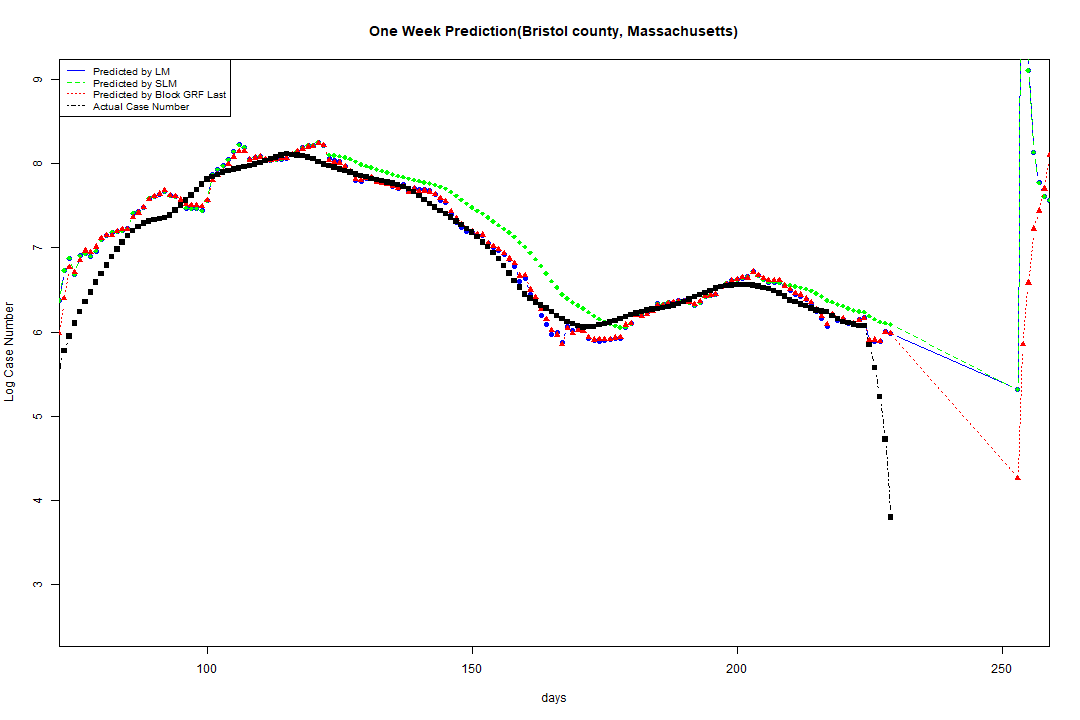 One Week Prediction(Bristol county, Massachusetts)
Predicted by LM
Predicted by SLM
Predicted by Block GRF Last
Actual Case Number
9
8
7
6
5
4
3
Log Case Number
100 150 200 250
days